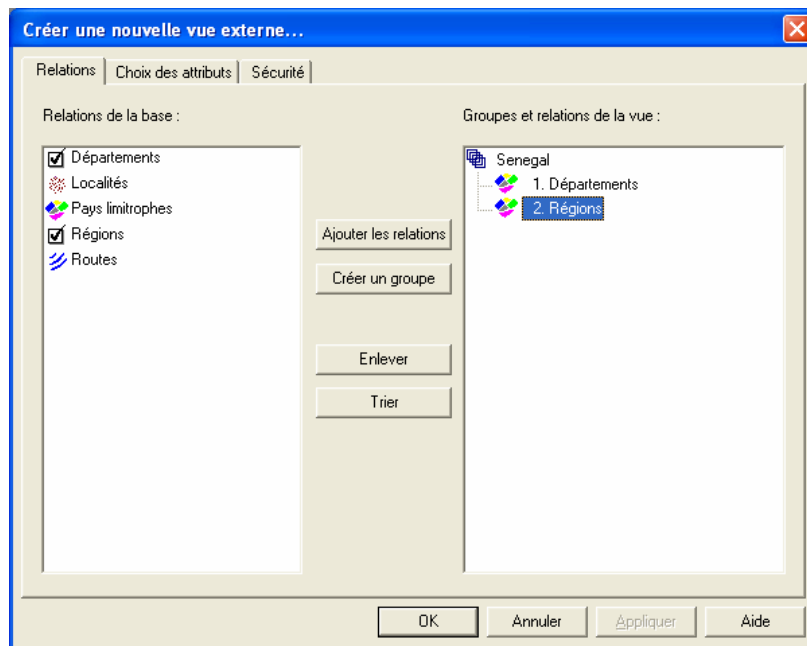 Créer une nouvelle vue externe...
Relations
Choix des attributs
Sécurité
Relations de la base :
Départements
Localités
Pays limitrophes
Régions
Routes
Ajouter les relations
Créer un groupe
Enlever
Trier
Groupes et relations de la vue :
Senegal
1. Départements
2. Régions
OK
Annuler
Appliquer
Aide